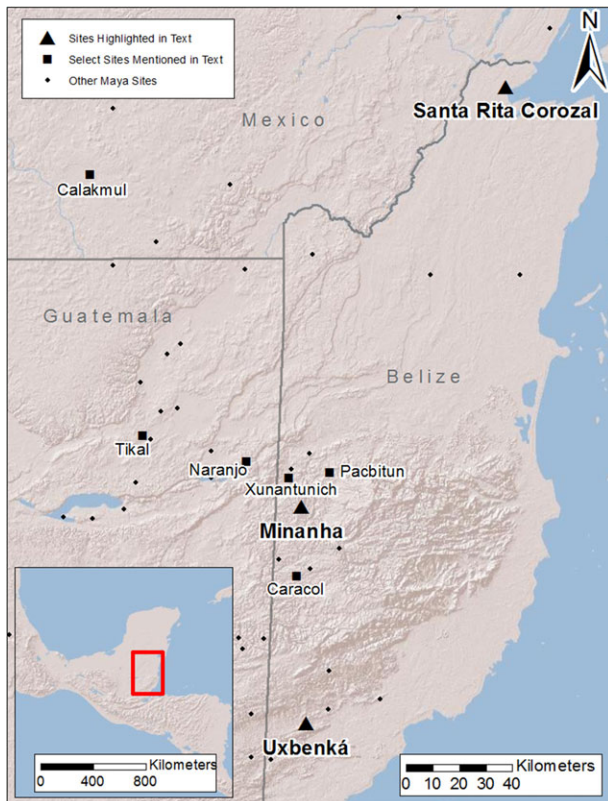 Sites Highlighted in Text
Select Sites Mentioned in Text
Other Maya Sites
N
Santa Rita Corozal
Mexico
Calakmul
Guatemala
Belize
Tikal
Naranjo
Pacbitun
Xunantunich
Minanha
Caracol
Uxbenká
Kilometers
0 400 800
Kilometers
0 10 20 30 40